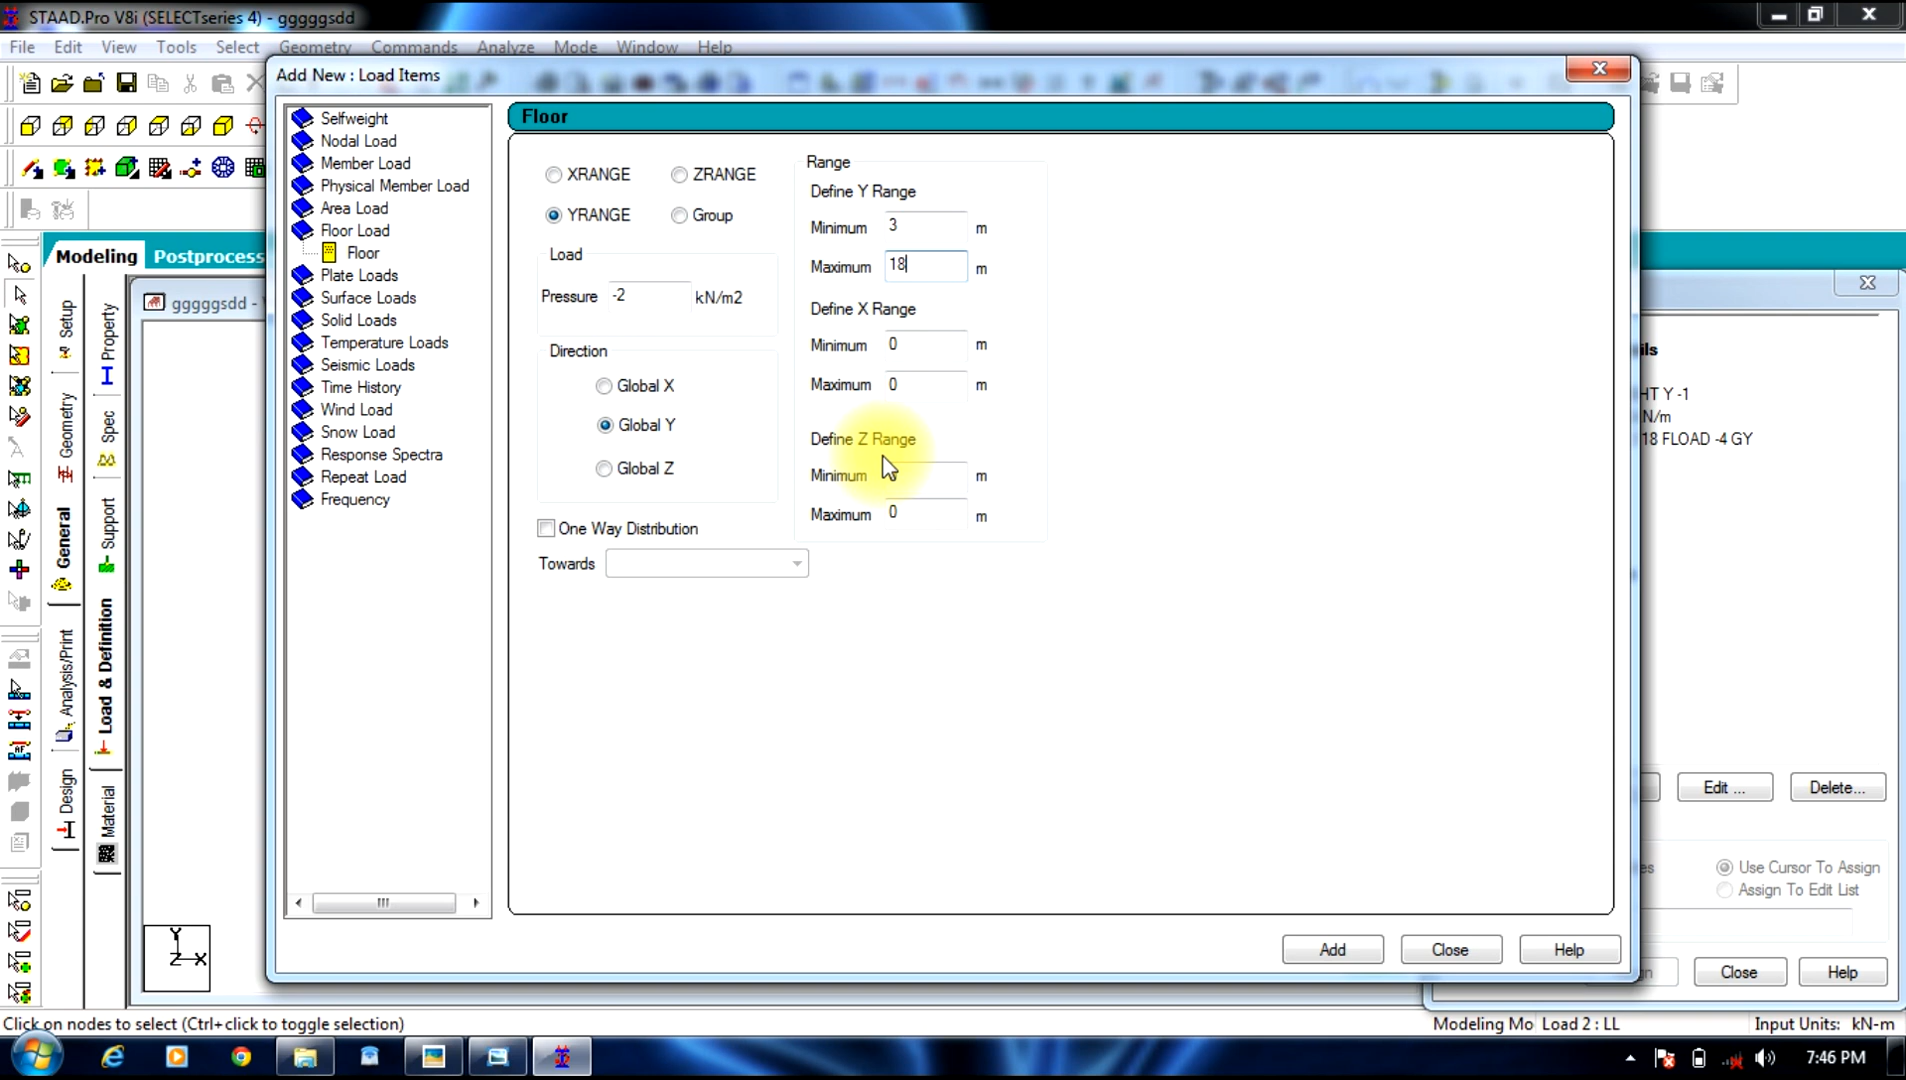 STAAD.Pro V8i (SELECTseries 4) - gggggsdd
File Edit View Tools Select Geometry Commands Analyze Mode Window Help
Add New : Load Items
Selfweight
Nodal Load
Member Load
Physical Member Load
Area Load
Floor Load
Floor
Plate Loads
Surface Loads
Solid Loads
Temperature Loads
Seismic Loads
Time History
Wind Load
Snow Load
Response Spectra
Repeat Load
Frequency
Floor
XRANGE ZRANGE
YRANGE Group
Load
Pressure -2 kN/m2
Direction
Global X
Global Y
Global Z
One Way Distribution
Towards
Range
Define Y Range
Minimum 3 m
Maximum 18 m
Define X Range
Minimum 0 m
Maximum 0 m
Define Z Range
Minimum m
Maximum 0 m
Add Close Help
Modeling Postprocess
gggggsdd -
Setup
Geometry
General
Analysis/Print
Design
Property
Spec
Support
Load & Definition
Material
Y
Z X
ils
HT Y -1
N/m
18 FLOAD -4 GY
Edit ... Delete...
es Use Cursor To Assign
Assign To Edit List
gn Close Help
Click on nodes to select (Ctrl+click to toggle selection)
Modeling Mo Load 2 : LL Input Units: kN-m
7:46 PM